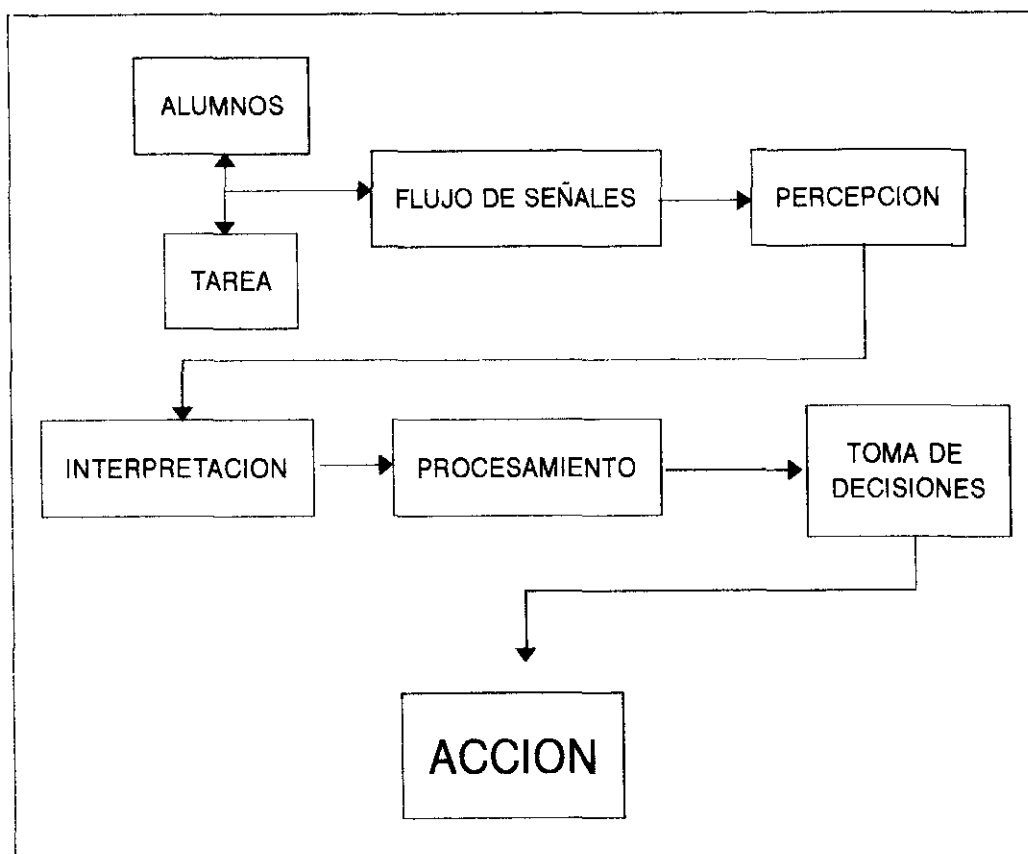 ALUMNOS
FLUJO DE SEÑALES
PERCEPCION
TAREA
INTERPRETACION
PROCESAMIENTO
TOMA DE
DECISIONES
ACCION